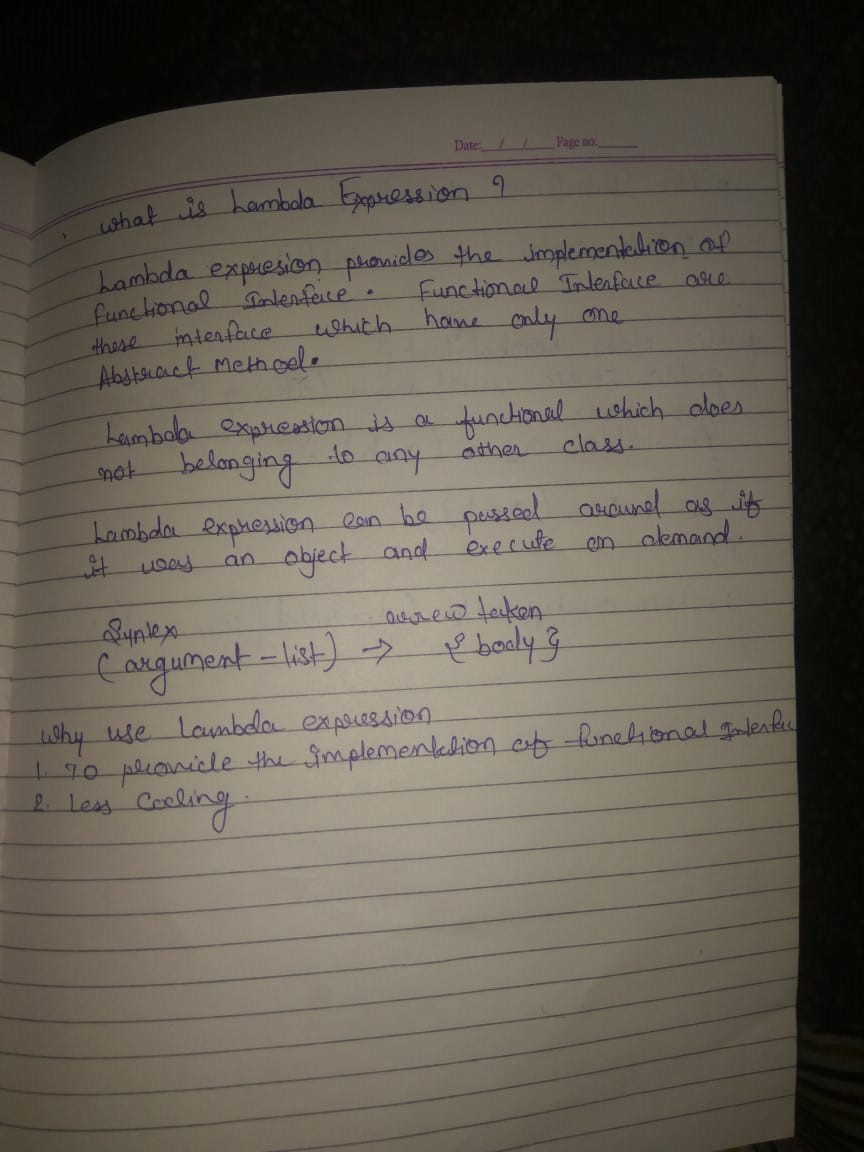 Date: / / Page no:
what is Lambda Expression ?
Lambda expresion provides the implementation of
functional Interface. Functional Interface are
these interface which have only one
Abstract Method.
Lambda expression is a functional which does
not belonging to any other class.
Lambda expression can be passed around as if
it was an object and execute on demand.
Syntex arrew token
(argument-list) → { body }
why use Lambda expression
1. To provide the implementation of functional Interfac
2. Less Coding.